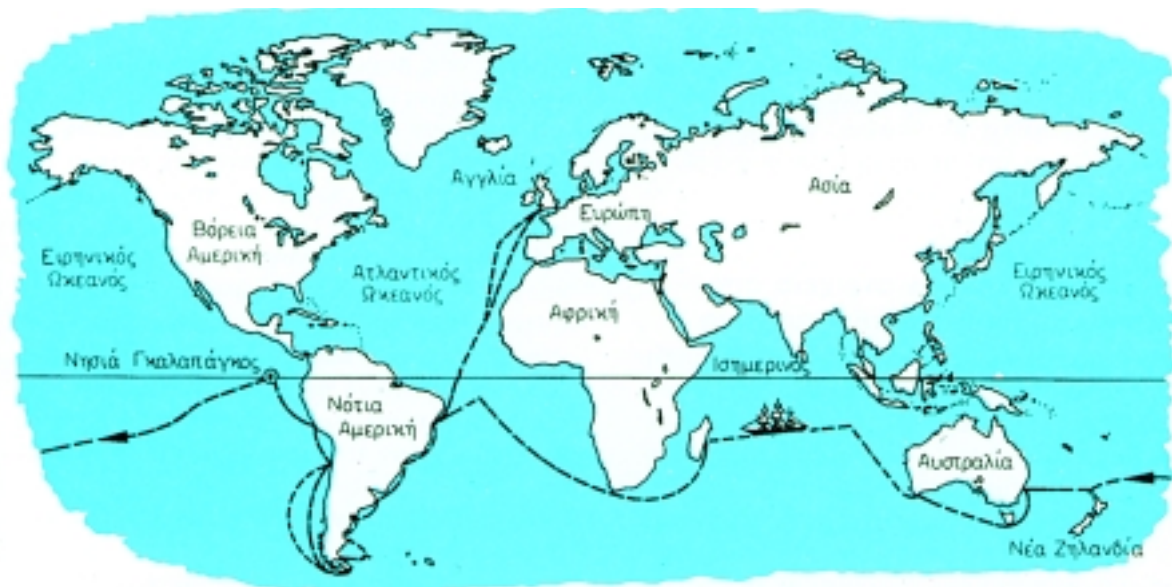 Αγγλία
Ασία
Ευρώπη
Βόρεια
Αμερική
Ειρηνικός
Ωκεανός
Ατλαντικός
Ωκεανός
Ειρηνικός
Ωκεανός
Αφρική
Νησιά Γκαλαπάγκος
Ισημερινός
Νότια
Αμερική
Αυστραλία
Νέα Ζηλανδία